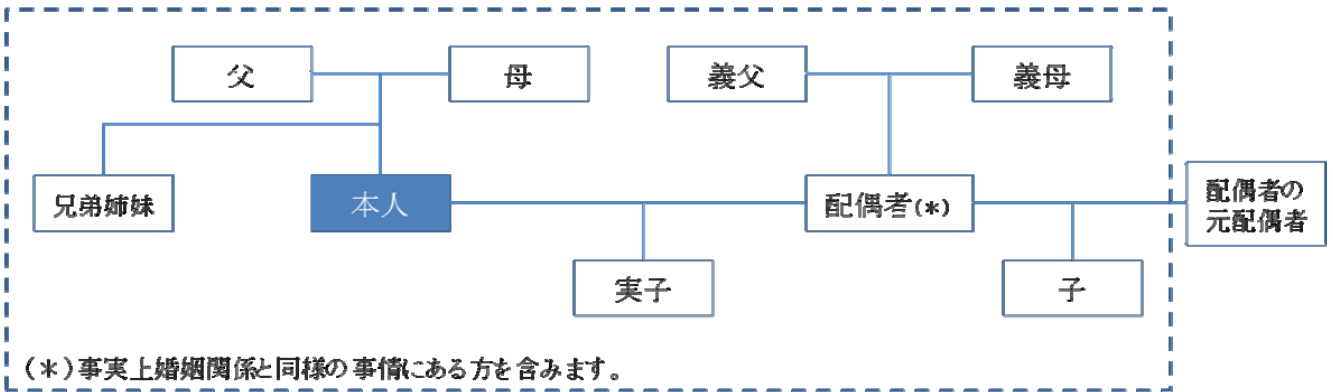 父
母
義父
義母
兄弟姉妹
本人
配偶者(*)
配偶者の
元配偶者
実子
子
(*)事実上婚姻関係と同様の事情にある方を含みます。